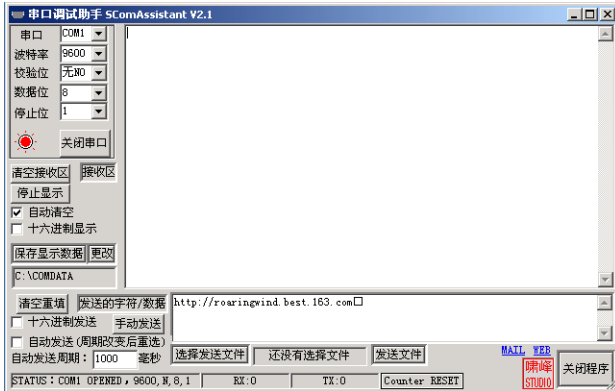 串口调试助手 SComAssistant V2.1
串口 COM1
波特率 9600
校验位 无NO
数据位 8
停止位 1
关闭串口
清空接收区 接收区
停止显示
自动清空
十六进制显示
保存显示数据 更改
C:\COMDATA
清空重填 发送的字符/数据 http://roaringwind.best.163.com□
十六进制发送 手动发送
自动发送(周期改变后重选)
自动发送周期: 1000 毫秒 选择发送文件 还没有选择文件 发送文件 MAIL WEB
啸峰
STUDIO
关闭程序
STATUS:COM1 OPENED,9600,N,8,1 RX:0 TX:0 Counter RESET